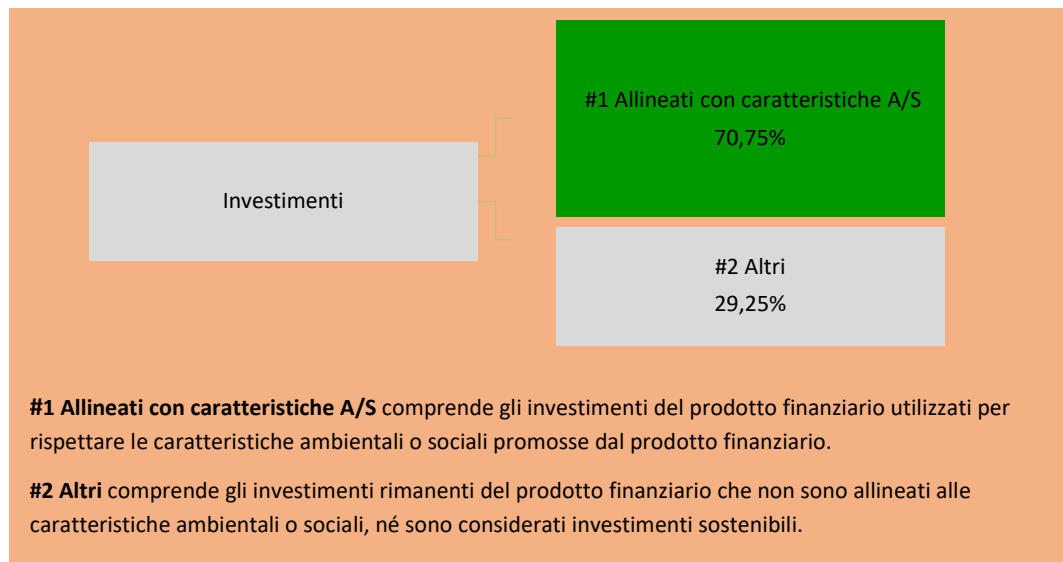 #1 Allineati con caratteristiche A/S
70,75%
Investimenti
#2 Altri
29,25%
#1 Allineati con caratteristiche A/S comprende gli investimenti del prodotto finanziario utilizzati per
rispettare le caratteristiche ambientali o sociali promosse dal prodotto finanziario.
#2 Altri comprende gli investimenti rimanenti del prodotto finanziario che non sono allineati alle
caratteristiche ambientali o sociali, né sono considerati investimenti sostenibili.